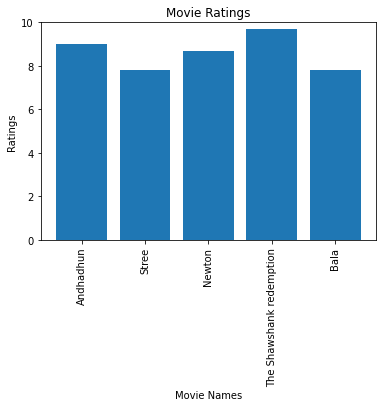 Movie Ratings
Ratings
10
8
6
4
2
0
Andhadhun
Stree
Newton
The Shawshank redemption
Bala
Movie Names